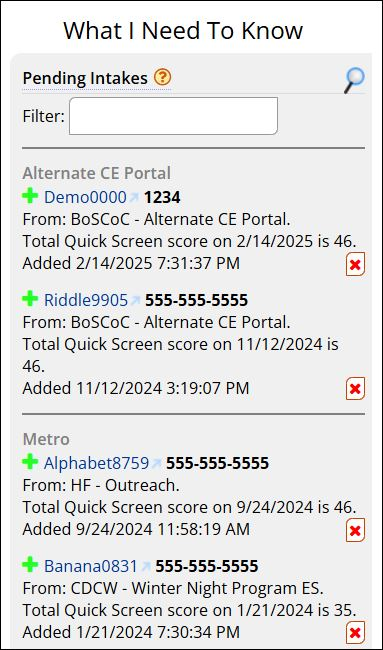 What I Need To Know
Pending Intakes ?
Filter:
Alternate CE Portal
Demo0000 1234
From: BoSCoC - Alternate CE Portal.
Total Quick Screen score on 2/14/2025 is 46.
Added 2/14/2025 7:31:37 PM
Riddle9905 555-555-5555
From: BoSCoC - Alternate CE Portal.
Total Quick Screen score on 11/12/2024 is
46.
Added 11/12/2024 3:19:07 PM
Metro
Alphabet8759 555-555-5555
From: HF - Outreach.
Total Quick Screen score on 9/24/2024 is 46.
Added 9/24/2024 11:58:19 AM
Banana0831 555-555-5555
From: CDCW - Winter Night Program ES.
Total Quick Screen score on 1/21/2024 is 35.
Added 1/21/2024 7:30:34 PM